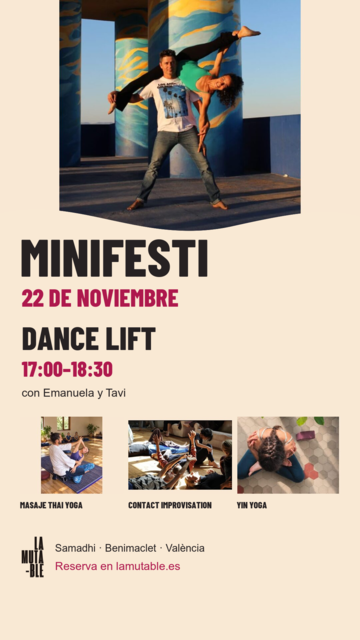 MINIFESTI
22 DE NOVIEMBRE
DANCE LIFT
17:00–18:30
con Emanuela y Tavi
MASAJE THAI YOGA
CONTACT IMPROVISATION
YIN YOGA
LA
MUTA
-BLE
Samadhi · Benimaclet · València
Reserva en lamutable.es